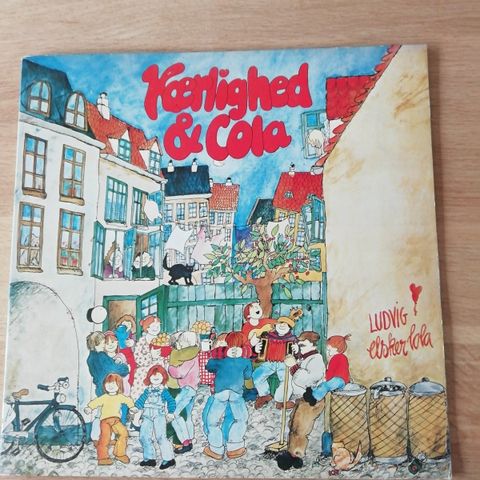 Kærlighed
& Cola
LUDVIG
elsker lola